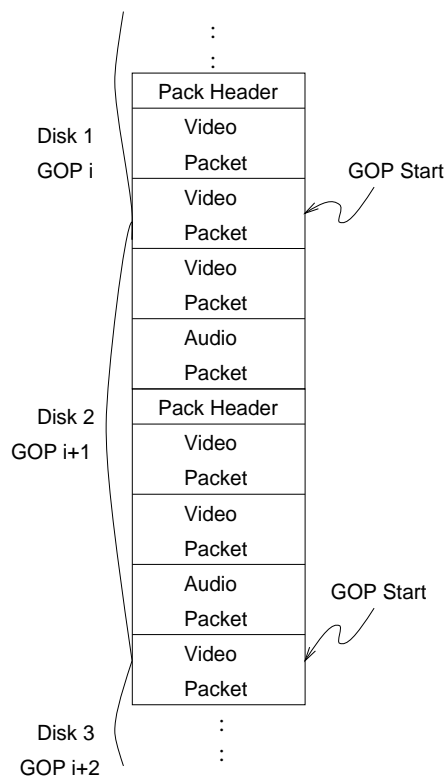 :
:
Pack Header
Disk 1
GOP i
Video
Packet
GOP Start
Video
Packet
Video
Packet
Audio
Packet
Disk 2
GOP i+1
Pack Header
Video
Packet
Video
Packet
Audio
Packet
GOP Start
Video
Packet
Disk 3
GOP i+2
:
: